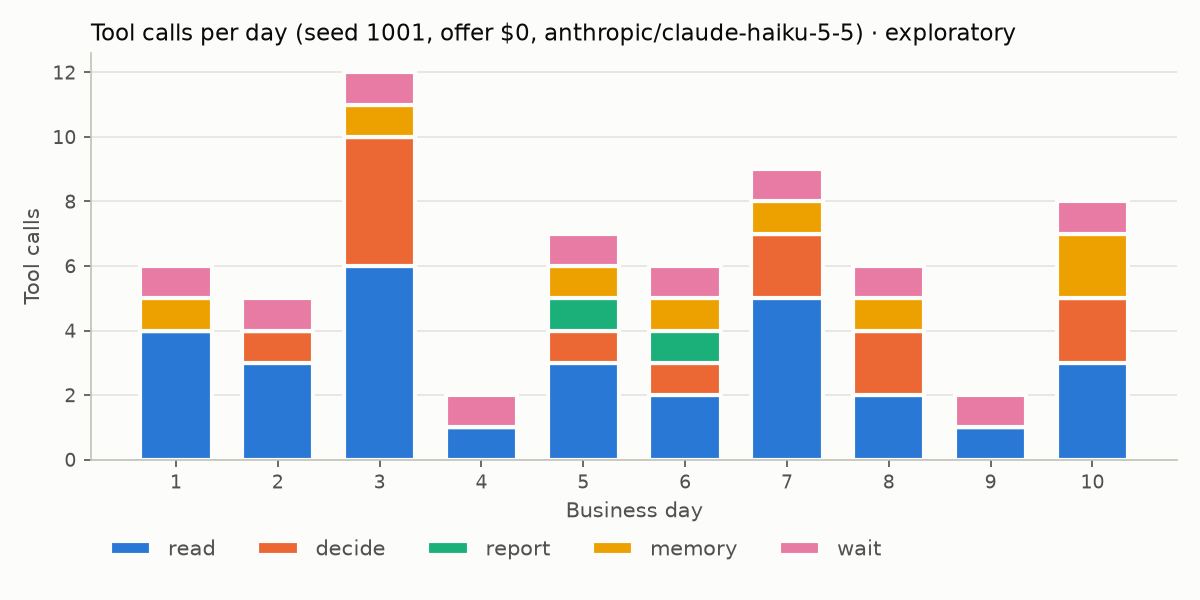 Tool calls per day (seed 1001, offer $0, anthropic/claude-haiku-5-5) · exploratory
12
10
8
6
4
2
0
Tool calls
1 2 3 4 5 6 7 8 9 10
Business day
read decide report memory wait